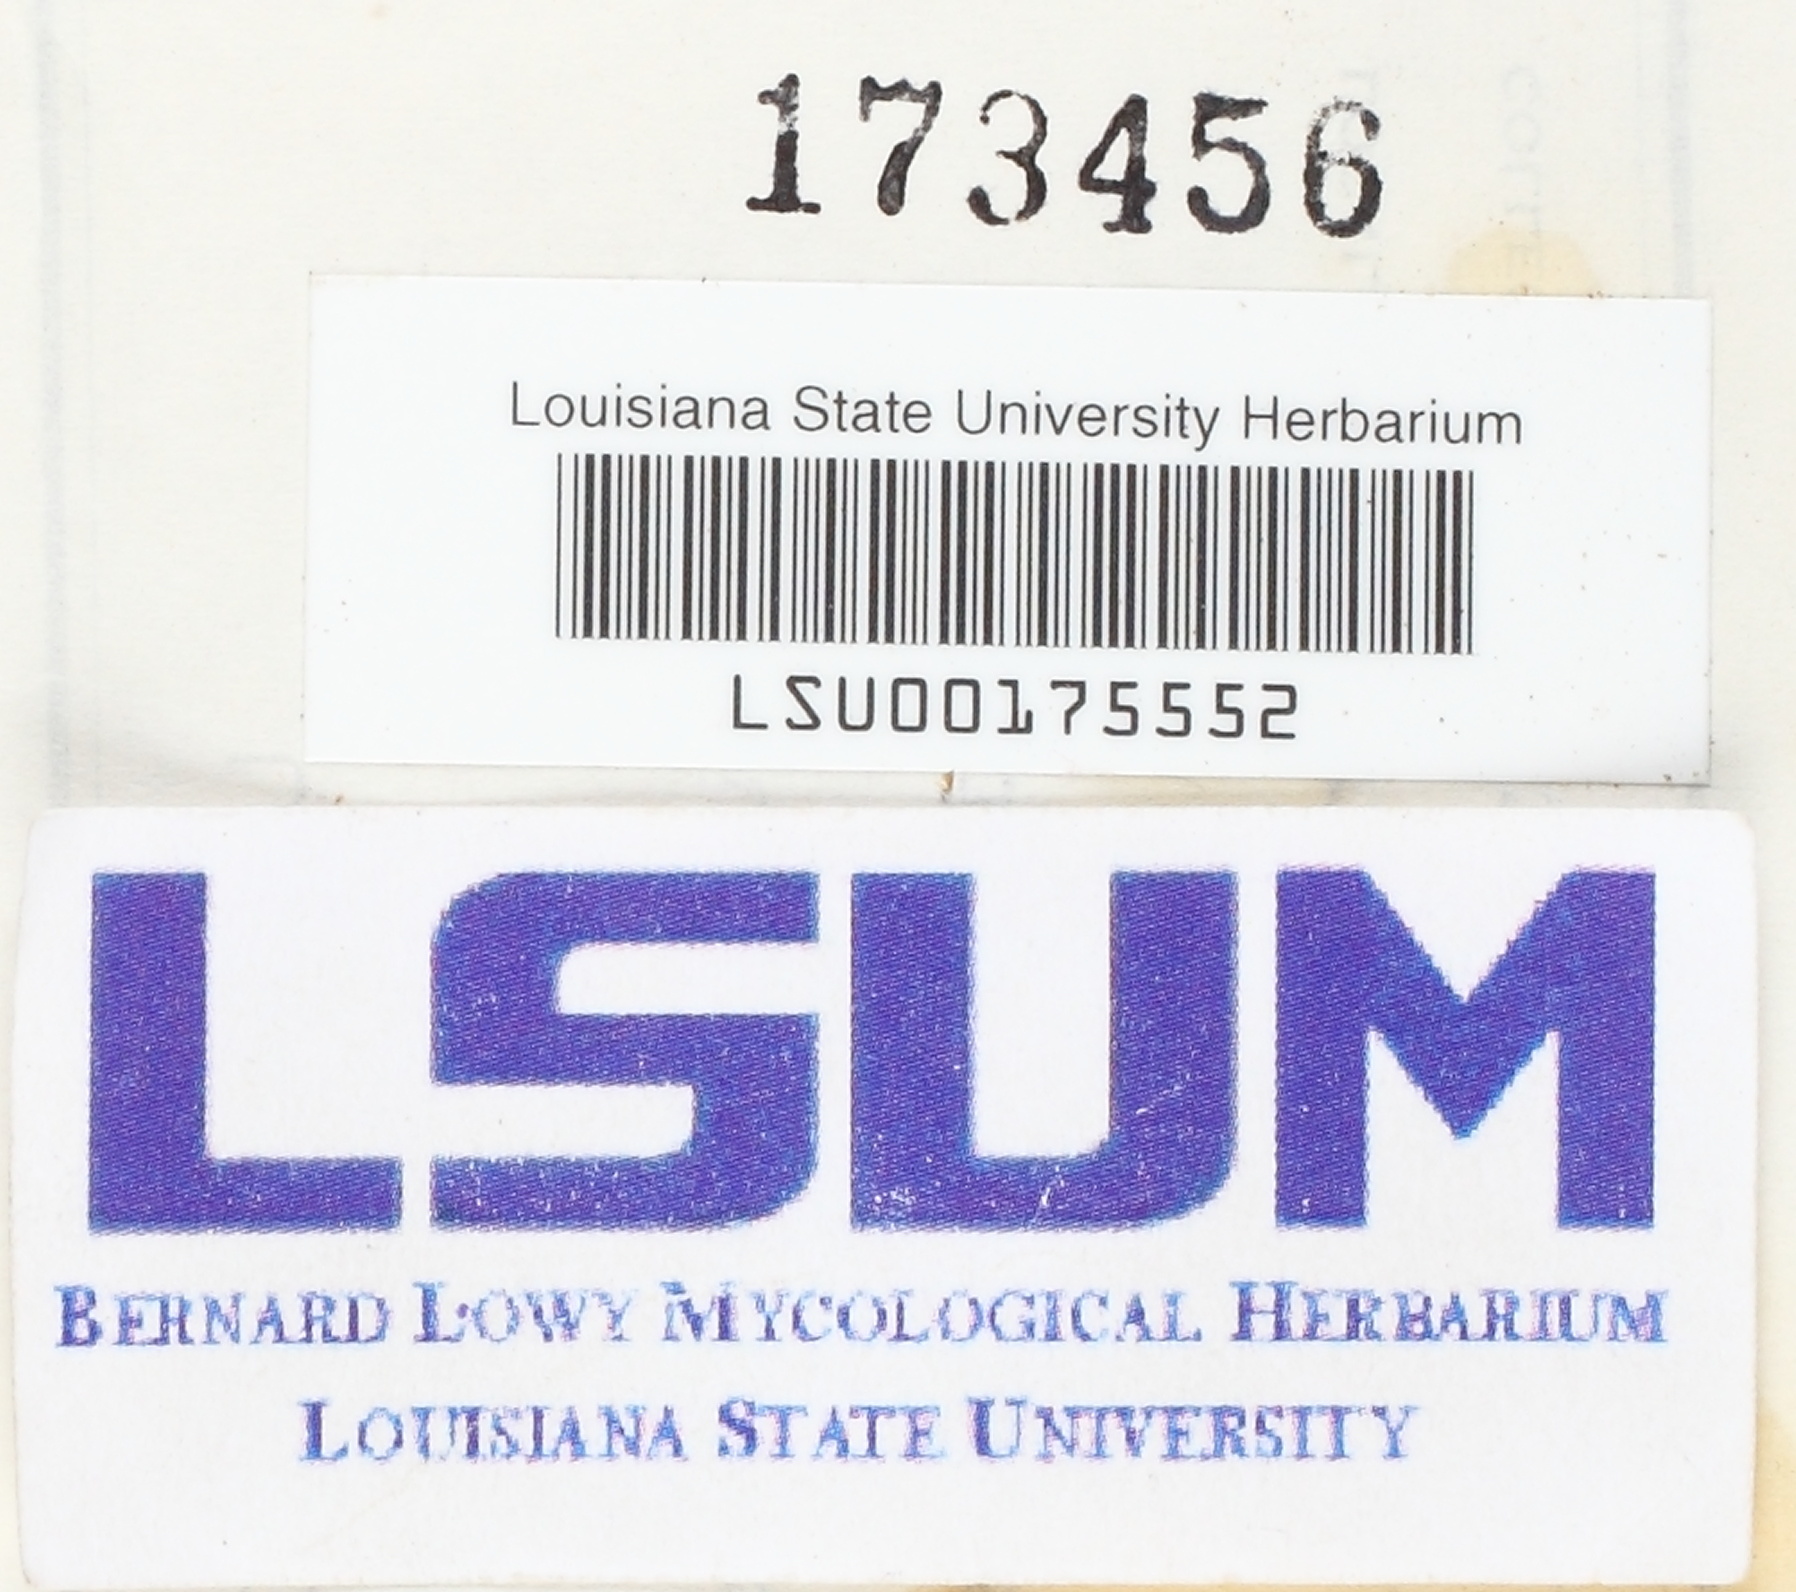 173456
Louisiana State University Herbarium
LSU00175552
LSUM
BERNARD LOWY MYCOLOGICAL HERBARIUM
LOUISIANA STATE UNIVERSITY